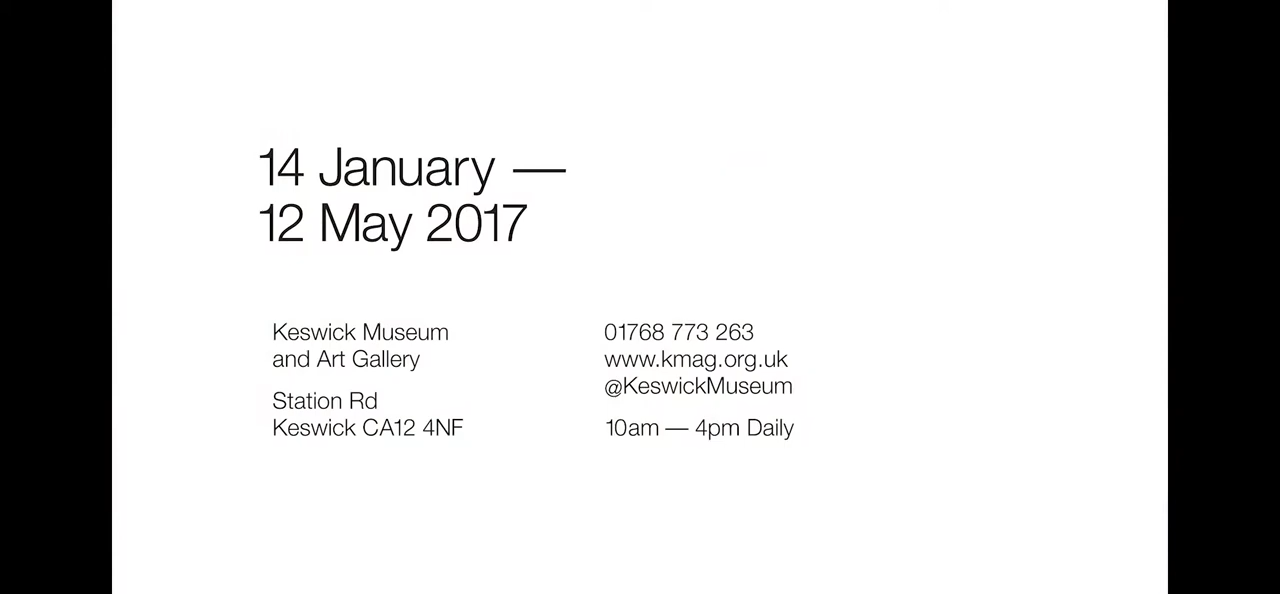 14 January —
12 May 2017
Keswick Museum
and Art Gallery
Station Rd
Keswick CA12 4NF
01768 773 263
www.kmag.org.uk
@KeswickMuseum
10am — 4pm Daily